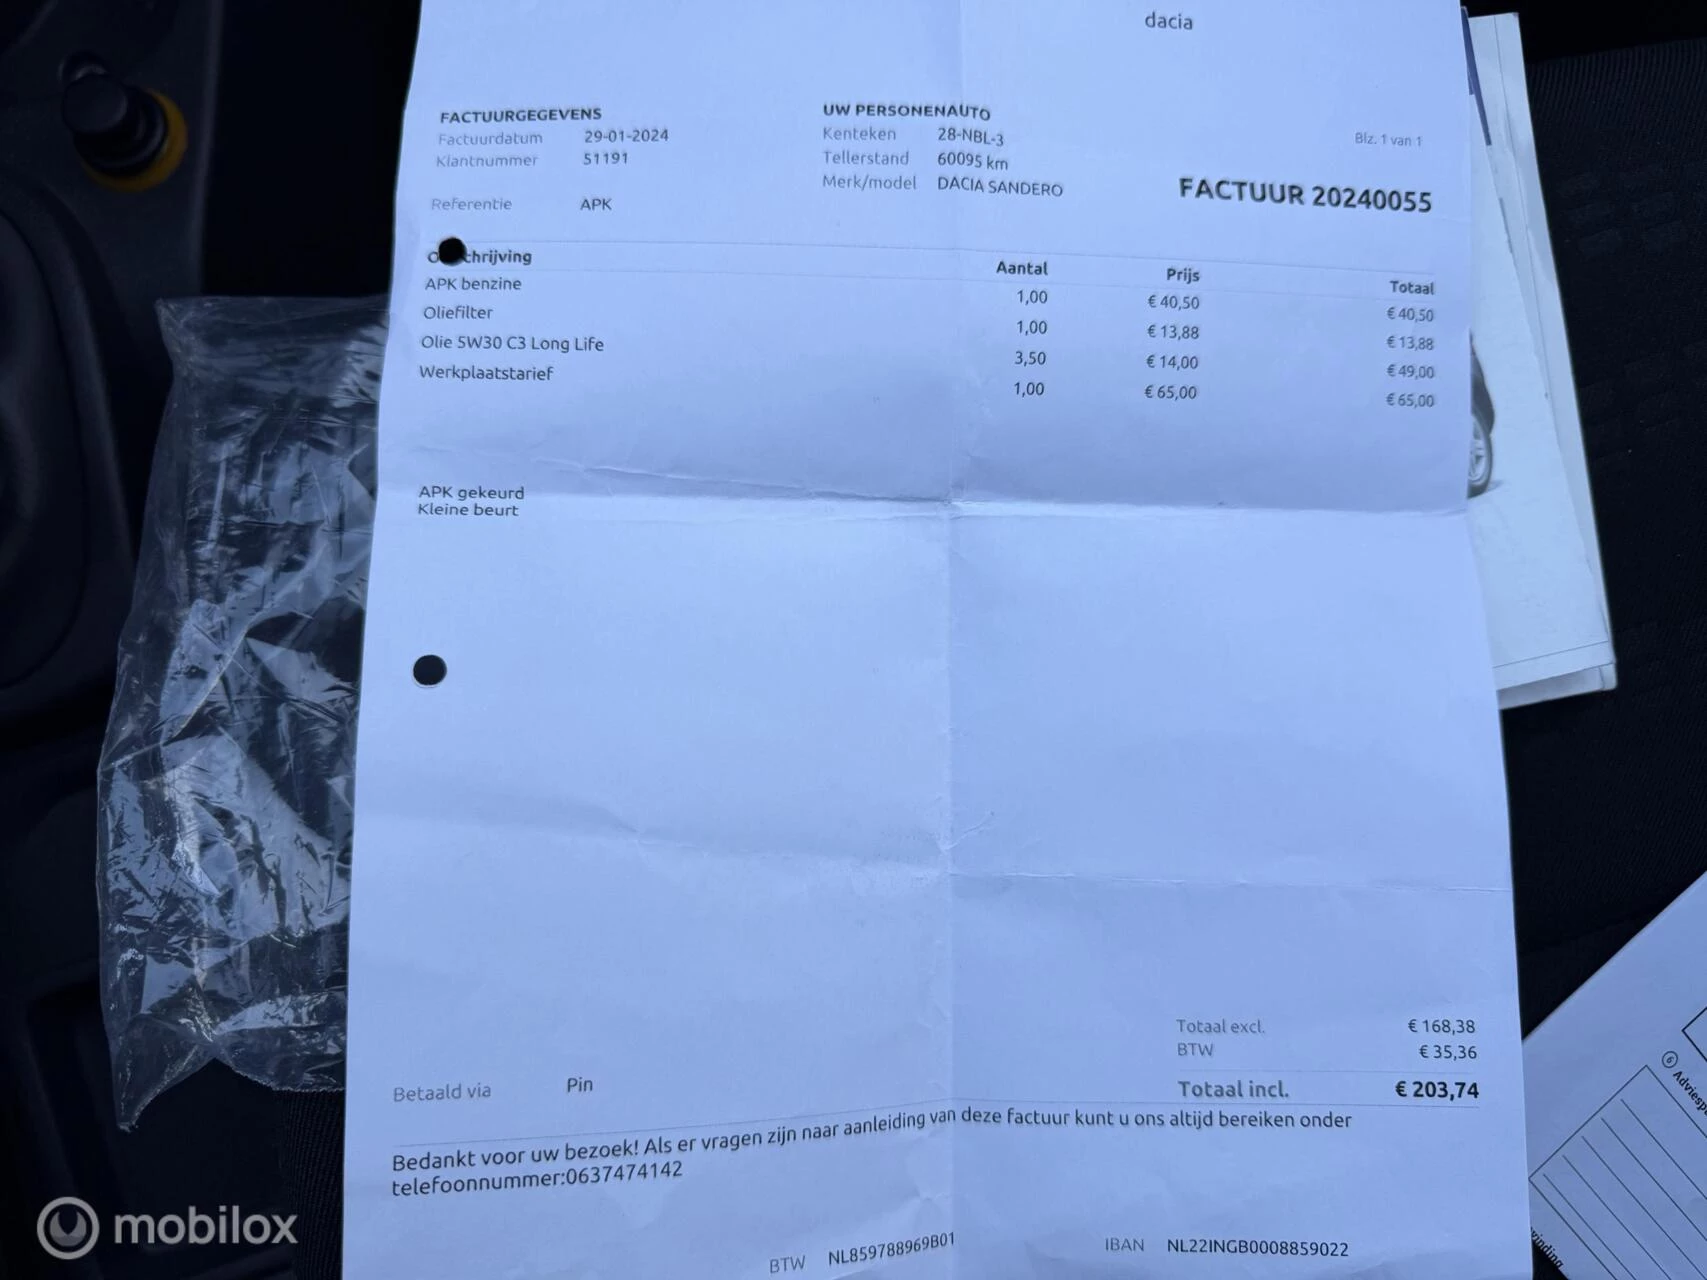 dacia
FACTUURGEGEVENS
Factuurdatum 29-01-2024
Klantnummer 51191
Referentie APK
UW PERSONENAUTO
Kenteken 28-NBL-3
Tellerstand 60095 km
Merk/model DACIA SANDERO
Blz. 1 van 1
FACTUUR 20240055
O chrijving Aantal Prijs Totaal
APK benzine 1,00 € 40,50 € 40,50
Oliefilter 1,00 € 13,88 € 13,88
Olie 5W30 C3 Long Life 3,50 € 14,00 € 49,00
Werkplaatstarief 1,00 € 65,00 € 65,00
APK gekeurd
Kleine beurt
Totaal excl. € 168,38
BTW € 35,36
Totaal incl. € 203,74
Betaald via Pin
Bedankt voor uw bezoek! Als er vragen zijn naar aanleiding van deze factuur kunt u ons altijd bereiken onder
telefoonnummer:0637474142
BTW NL859788969B01 IBAN NL22INGB0008859022
6
mobilox